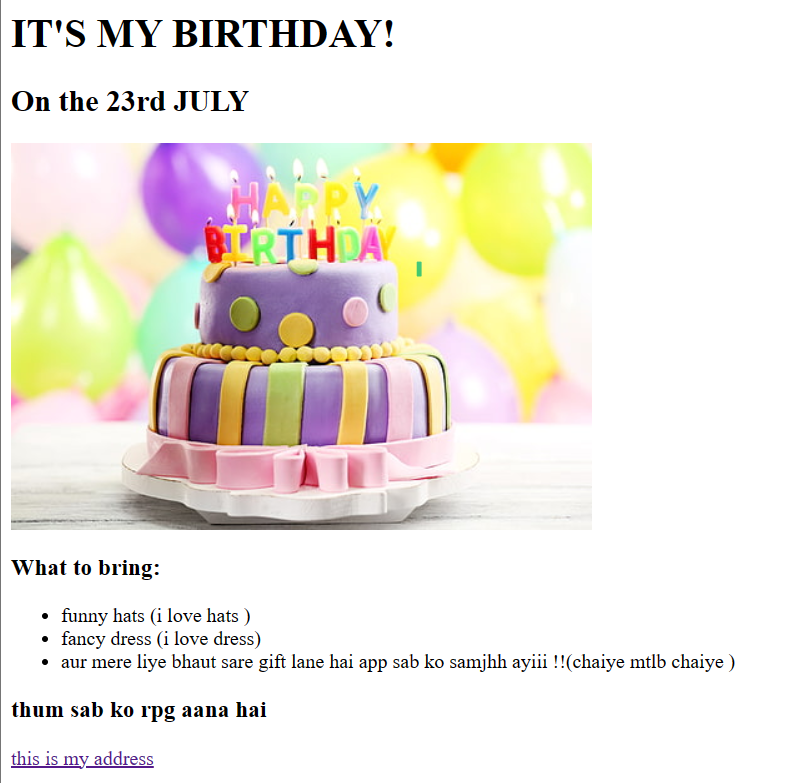 IT'S MY BIRTHDAY!
On the 23rd JULY
HAPPY
BIRTHDAY
What to bring:
funny hats (i love hats )
fancy dress (i love dress)
aur mere liye bhaut sare gift lane hai app sab ko samjhh ayiii !!(chaiye mtlb chaiye )
thum sab ko rpg aana hai
this is my address